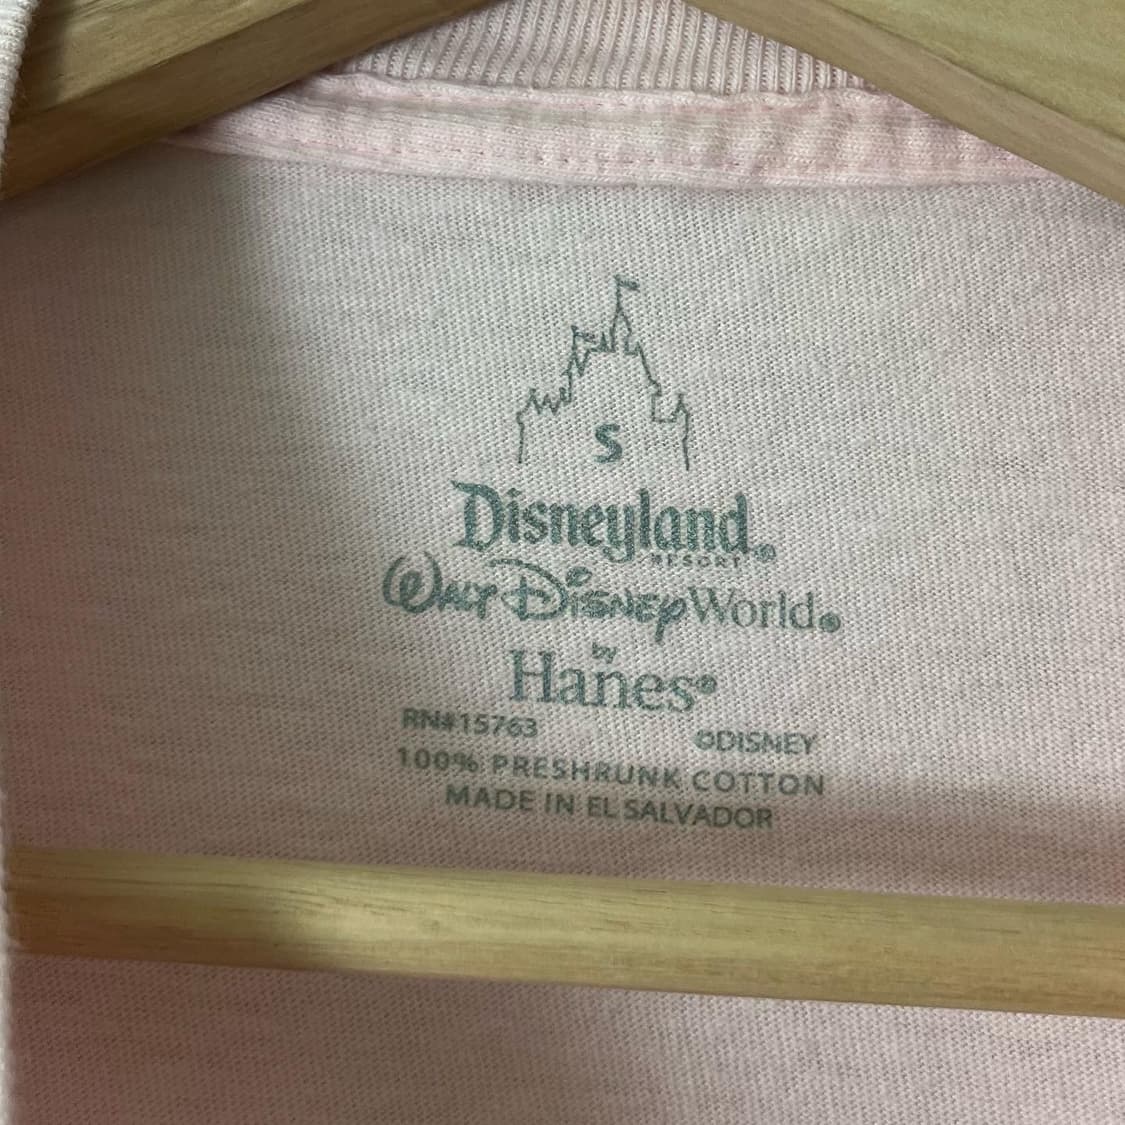 S
Disneyland®
RESORT
Walt Disney World®
by
Hanes®
RN#15763 ©DISNEY
100% PRESHRUNK COTTON
MADE IN EL SALVADOR